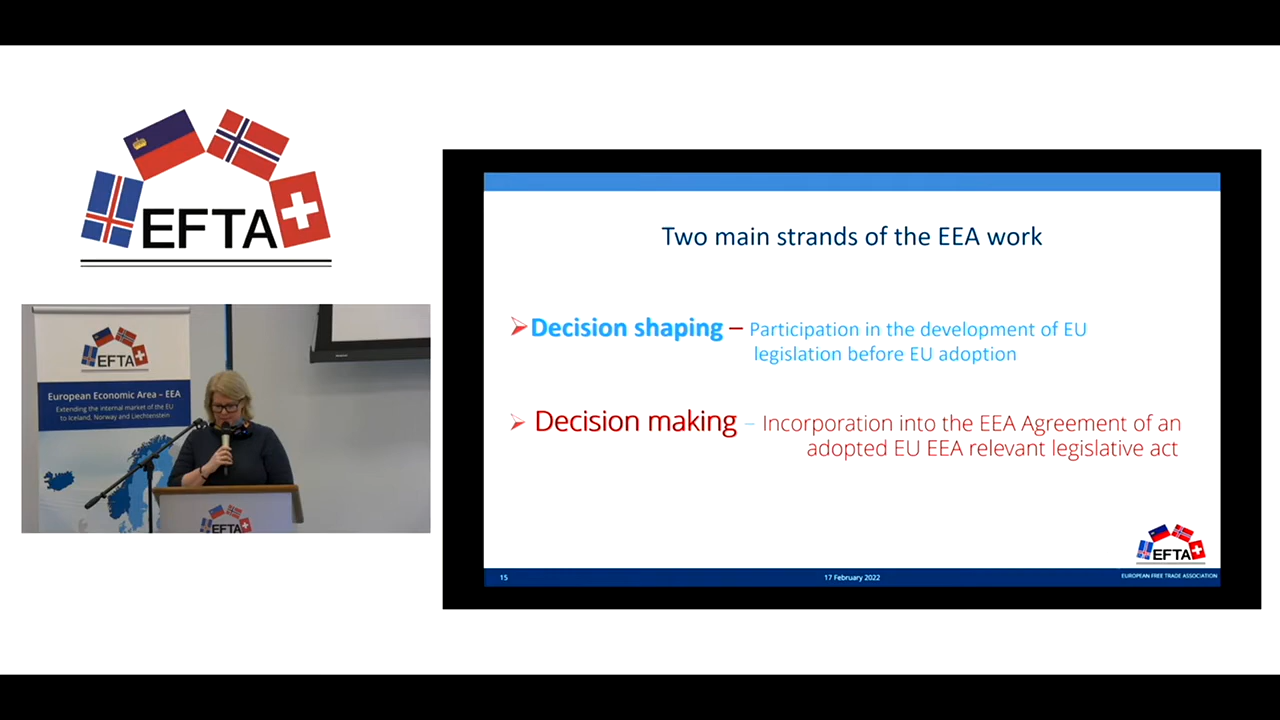 EFTA
EFTA
European Economic Area – EEA
Extending the internal market of the EU
to Iceland, Norway and Liechtenstein
EFTA
Two main strands of the EEA work
Decision shaping – Participation in the development of EU
legislation before EU adoption
Decision making – Incorporation into the EEA Agreement of an
adopted EU EEA relevant legislative act
EFTA
15
17 February 2022
EUROPEAN FREE TRADE ASSOCIATION